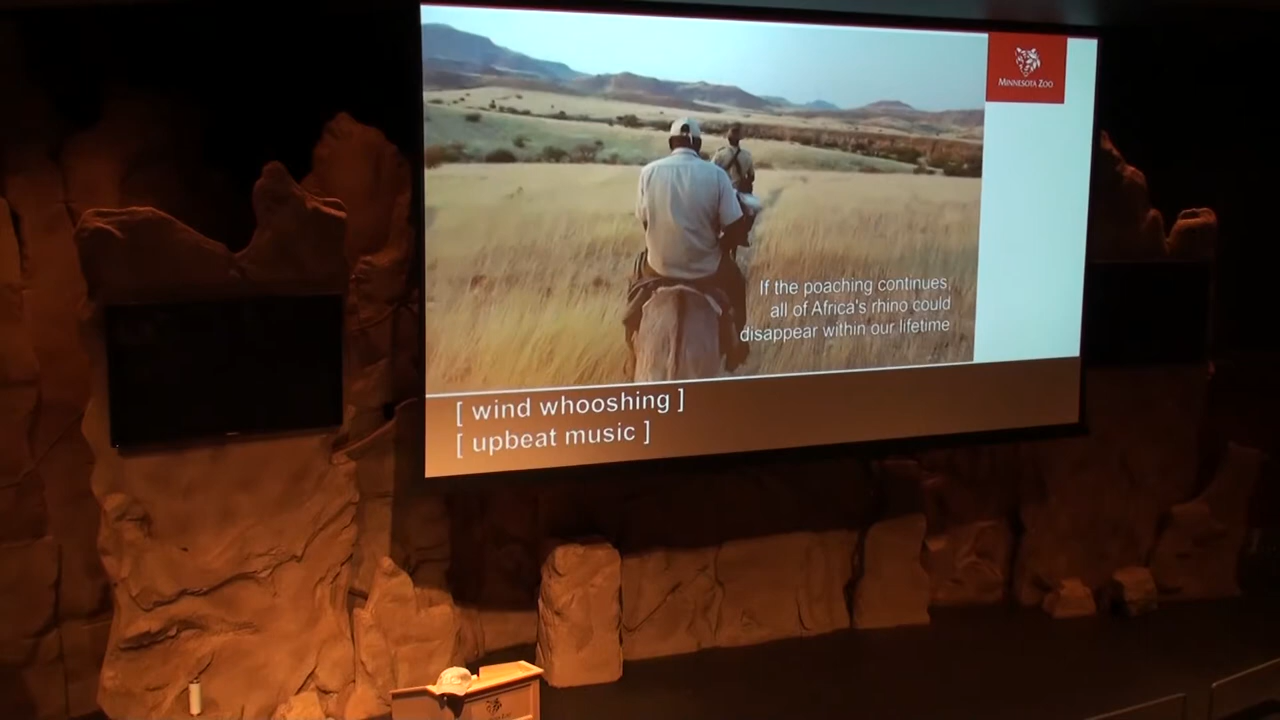 MINNESOTA ZOO
If the poaching continues,
all of Africa's rhino could
disappear within our lifetime
[ wind whooshing ]
[ upbeat music ]